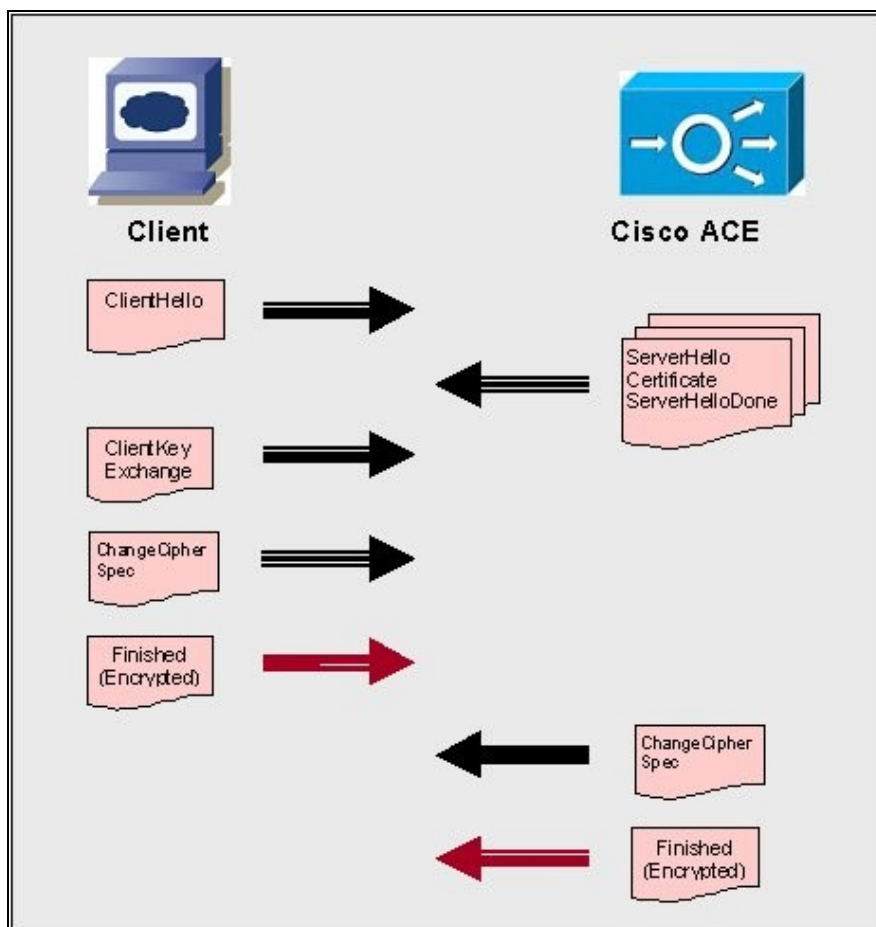 Client
Cisco ACE
ClientHello
ServerHello
Certificate
ServerHelloDone
ClientKey
Exchange
ChangeCipher
Spec
Finished
(Encrypted)
ChangeCipher
Spec
Finished
(Encrypted)